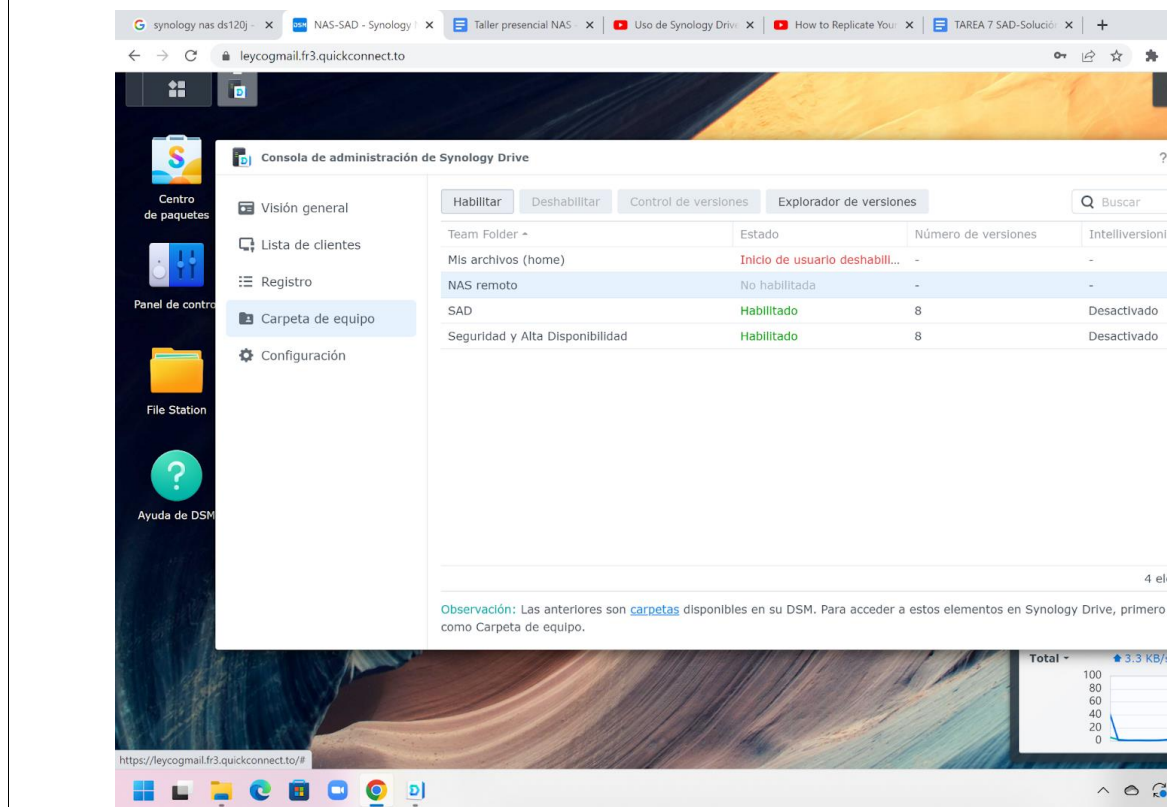 synology nas ds120j -
NAS-SAD - Synology N
Taller presencial NAS -
Uso de Synology Drive
How to Replicate Your
TAREA 7 SAD-Solución
leycogmail.fr3.quickconnect.to
Consola de administración de Synology Drive
?
Centro
de paquetes
Panel de contro
File Station
Ayuda de DSM
Visión general
Lista de clientes
Registro
Carpeta de equipo
Configuración
Habilitar Deshabilitar Control de versiones Explorador de versiones Buscar
Team Folder Estado Número de versiones Intelliversioni
Mis archivos (home) Inicio de usuario deshabili... - -
NAS remoto No habilitada - -
SAD Habilitado 8 Desactivado
Seguridad y Alta Disponibilidad Habilitado 8 Desactivado
4 ele
Observación: Las anteriores son carpetas disponibles en su DSM. Para acceder a estos elementos en Synology Drive, primero
como Carpeta de equipo.
Total 3.3 KB/s
100
80
60
40
20
0
https://leycogmail.fr3.quickconnect.to/#